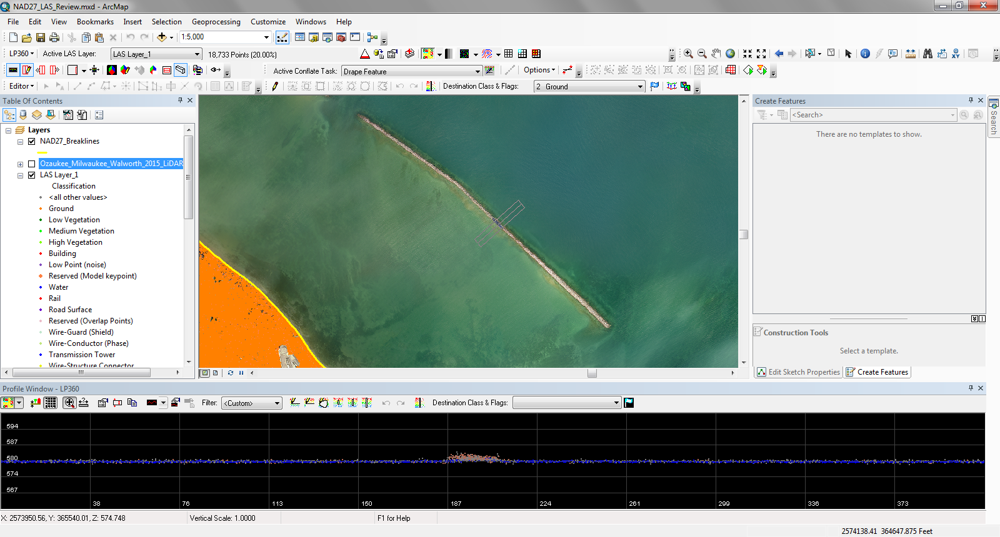 NAD27_LAS_Review.mxd - ArcMap
File Edit View Bookmarks Insert Selection Geoprocessing Customize Windows Help
1:5,000
LP360 Active LAS Layer: LAS Layer_1 18,733 Points (20.00%)
Active Conflate Task: Drape Feature Options
Editor Destination Class & Flags: 2 Ground
Table Of Contents
Layers
NAD27_Breaklines
Ozaukee_Milwaukee_Walworth_2015_LiDAR
LAS Layer_1
Classification
<all other values>
Ground
Low Vegetation
Medium Vegetation
High Vegetation
Building
Low Point (noise)
Reserved (Model keypoint)
Water
Rail
Road Surface
Reserved (Overlap Points)
Wire-Guard (Shield)
Wire-Conductor (Phase)
Transmission Tower
Wire-Structure Connector
Create Features
<Search>
There are no templates to show.
Construction Tools
Select a template.
Edit Sketch Properties Create Features
Search
Profile Window - LP360
Filter: <Custom> Destination Class & Flags:
594
587
580
574
567
38 76 113 150 187 224 261 299 336 373
X: 2573950.56, Y: 365540.01, Z: 574.748 Vertical Scale: 1.0000 F1 for Help
2574138.41 364647.875 Feet